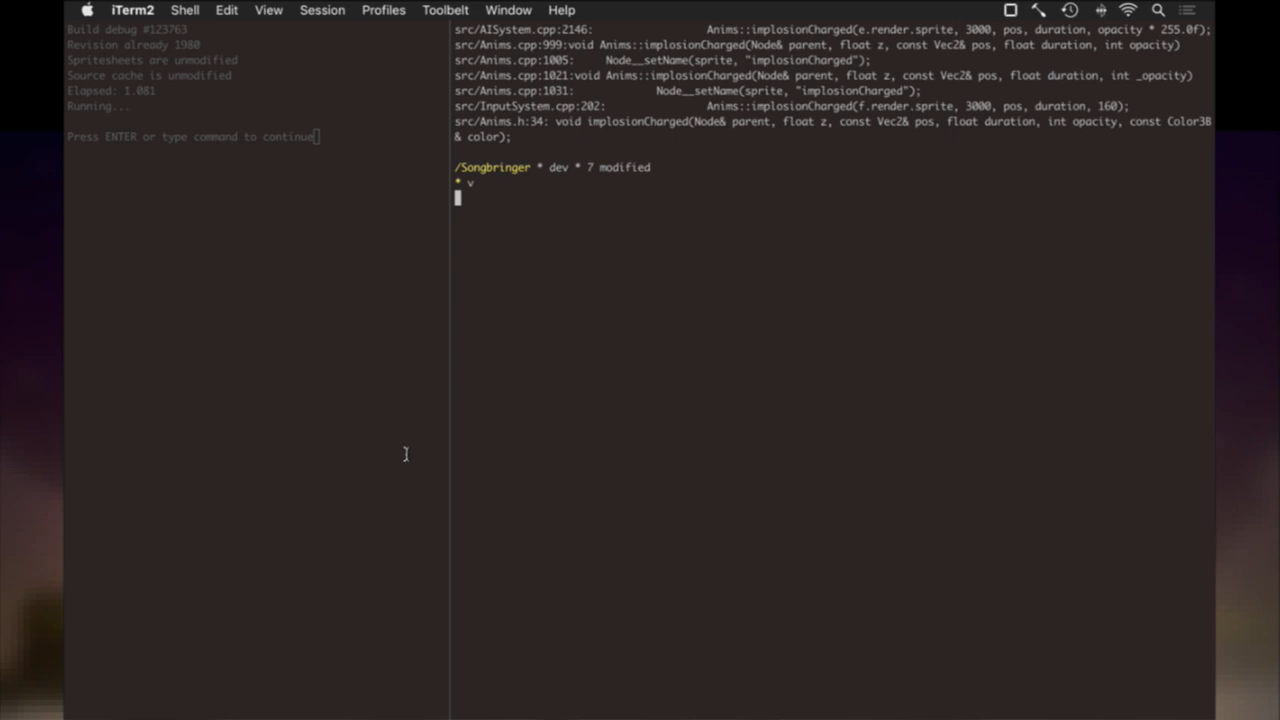 iTerm2 Shell Edit View Session Profiles Toolbelt Window Help
Build debug #123763
Revision already 1980
Spritesheets are unmodified
Source cache is unmodified
Elapsed: 1.081
Running...
Press ENTER or type command to continue
src/AISystem.cpp:2146: Anims::implosionCharged(e.render.sprite, 3000, pos, duration, opacity * 255.0f);
src/Anims.cpp:999:void Anims::implosionCharged(Node& parent, float z, const Vec2& pos, float duration, int opacity)
src/Anims.cpp:1005: Node__setName(sprite, "implosionCharged");
src/Anims.cpp:1021:void Anims::implosionCharged(Node& parent, float z, const Vec2& pos, float duration, int _opacity)
src/Anims.cpp:1031: Node__setName(sprite, "implosionCharged");
src/InputSystem.cpp:202: Anims::implosionCharged(f.render.sprite, 3000, pos, duration, 160);
src/Anims.h:34: void implosionCharged(Node& parent, float z, const Vec2& pos, float duration, int opacity, const Color3B
& color);
/Songbringer * dev * 7 modified
* v